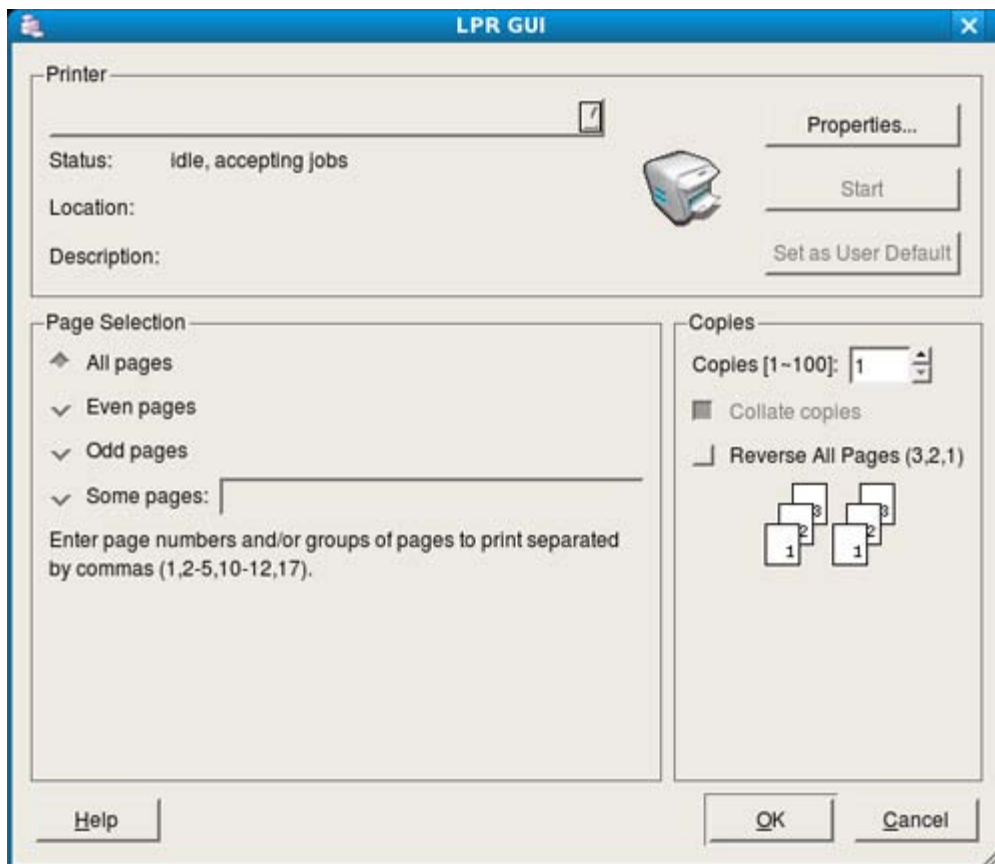 LPR GUI
Printer
Properties...
Status: idle, accepting jobs
Start
Location:
Set as User Default
Description:
Page Selection
All pages
Even pages
Odd pages
Some pages:
Enter page numbers and/or groups of pages to print separated
by commas (1,2-5,10-12,17).
Copies
Copies [1~100]: 1
Collate copies
Reverse All Pages (3,2,1)
3 3
2 2
1 1
Help
OK
Cancel